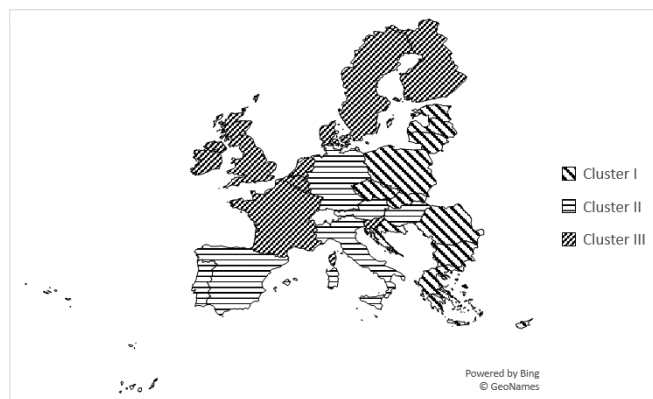 Cluster I
Cluster II
Cluster III
Powered by Bing
© GeoNames